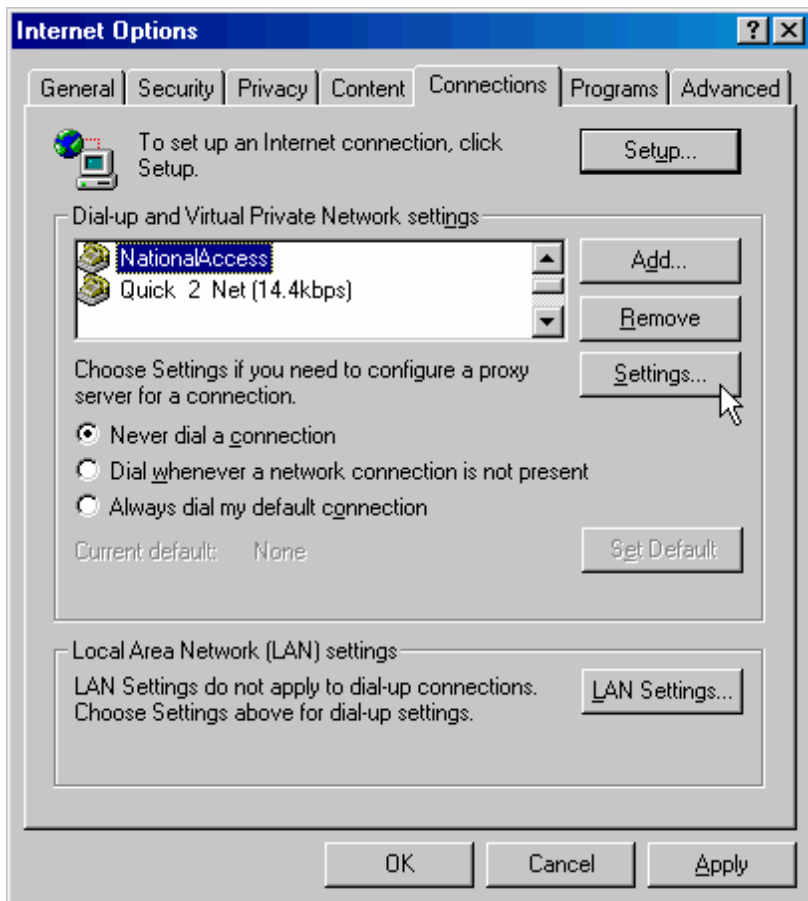 Internet Options
General Security Privacy Content Connections Programs Advanced
To set up an Internet connection, click
Setup.
Setup...
Dial-up and Virtual Private Network settings
NationalAccess
Quick 2 Net (14.4kbps)
Add...
Remove
Choose Settings if you need to configure a proxy
server for a connection.
Settings...
Never dial a connection
Dial whenever a network connection is not present
Always dial my default connection
Current default: None
Set Default
Local Area Network (LAN) settings
LAN Settings do not apply to dial-up connections.
Choose Settings above for dial-up settings.
LAN Settings...
OK Cancel Apply